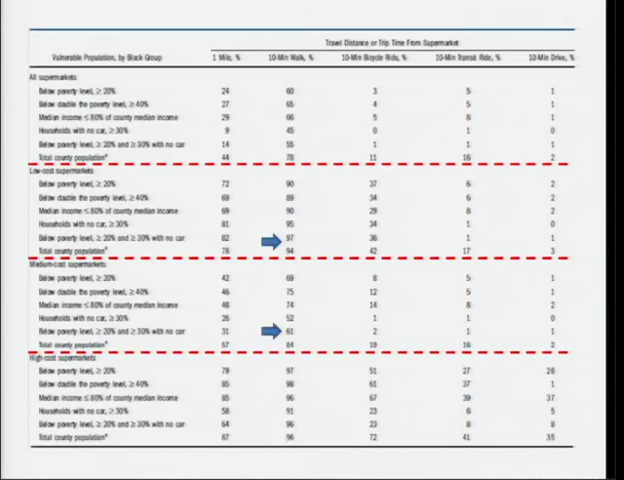 Travel Distance or Trip Time From Supermarket
Vulnerable Population, by Block Group 1 Mile, % 10-Min Walk, % 10-Min Bicycle Ride, % 10-Min Transit Ride, % 10-Min Drive, %
All supermarkets
Below poverty level, ≥ 20% 24 60 3 5 1
Below double the poverty level, ≥ 40% 27 65 4 5 1
Median income ≤ 80% of county median income 29 66 5 8 1
Households with no car, ≥ 30% 9 45 0 1 0
Below poverty level, ≥ 20% and ≥ 30% with no car 14 55 1 1 1
Total county populationª 44 78 11 16 2
Low-cost supermarkets
Below poverty level, ≥ 20% 72 90 37 6 2
Below double the poverty level, ≥ 40% 69 89 34 6 2
Median income ≤ 80% of county median income 69 90 29 8 2
Households with no car, ≥ 30% 81 95 34 1 0
Below poverty level, ≥ 20% and ≥ 30% with no car 82 97 36 1 1
Total county populationª 78 94 42 17 3
Medium-cost supermarkets
Below poverty level, ≥ 20% 42 69 8 5 1
Below double the poverty level, ≥ 40% 46 75 12 5 1
Median income ≤ 80% of county median income 46 74 14 8 2
Households with no car, ≥ 30% 26 52 1 1 0
Below poverty level, ≥ 20% and ≥ 30% with no car 31 61 2 1 1
Total county populationª 67 84 19 16 2
High-cost supermarkets
Below poverty level, ≥ 20% 79 97 51 27 26
Below double the poverty level, ≥ 40% 85 98 61 37 1
Median income ≤ 80% of county median income 85 96 67 39 37
Households with no car, ≥ 30% 58 91 23 6 5
Below poverty level, ≥ 20% and ≥ 30% with no car 64 96 23 8 8
Total county populationª 87 96 72 41 35